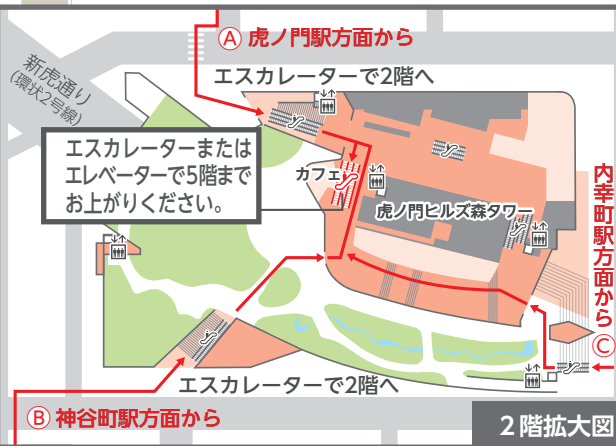 Ⓐ 虎ノ門駅方面から
新虎通り
(環状2号線)
エスカレーターで2階へ
エスカレーターまたは
エレベーターで5階まで
お上がりください。
カフェ
虎ノ門ヒルズ森タワー
内幸町駅方面からⒸ
エスカレーターで2階へ
Ⓑ 神谷町駅方面から
2階拡大図